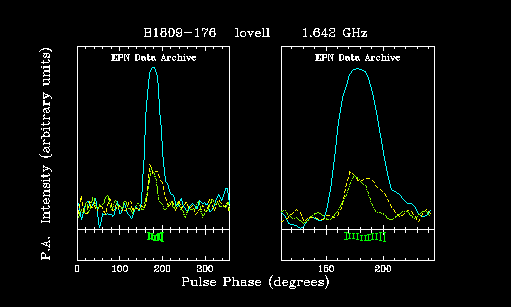 B1809-176 lovell 1.642 GHz
EPN Data Archive EPN Data Archive
P.A. Intensity (arbitrary units)
0 100 200 300 150 200
Pulse Phase (degrees)